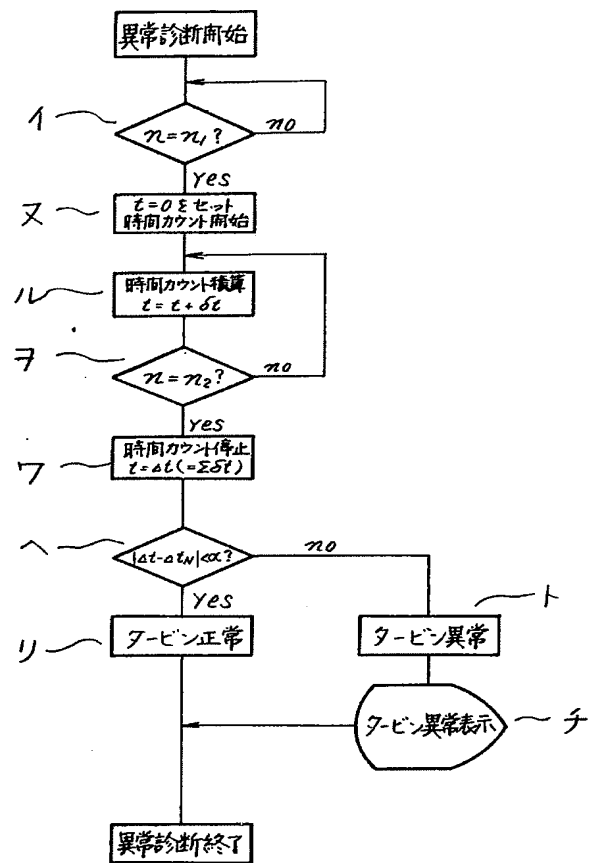 異常診断開始
イ
n=n₁?
no
Yes
ヌ
t=0をセット
時間カウント開始
ル
時間カウント積算
t=t+δt
ヲ
n=n₂?
no
Yes
ワ
時間カウント停止
t=Δt(=Σδt)
ヘ
|Δt-Δt_N|<α?
no
Yes
ト
リ
タービン正常
タービン異常
タービン異常表示
チ
異常診断終了